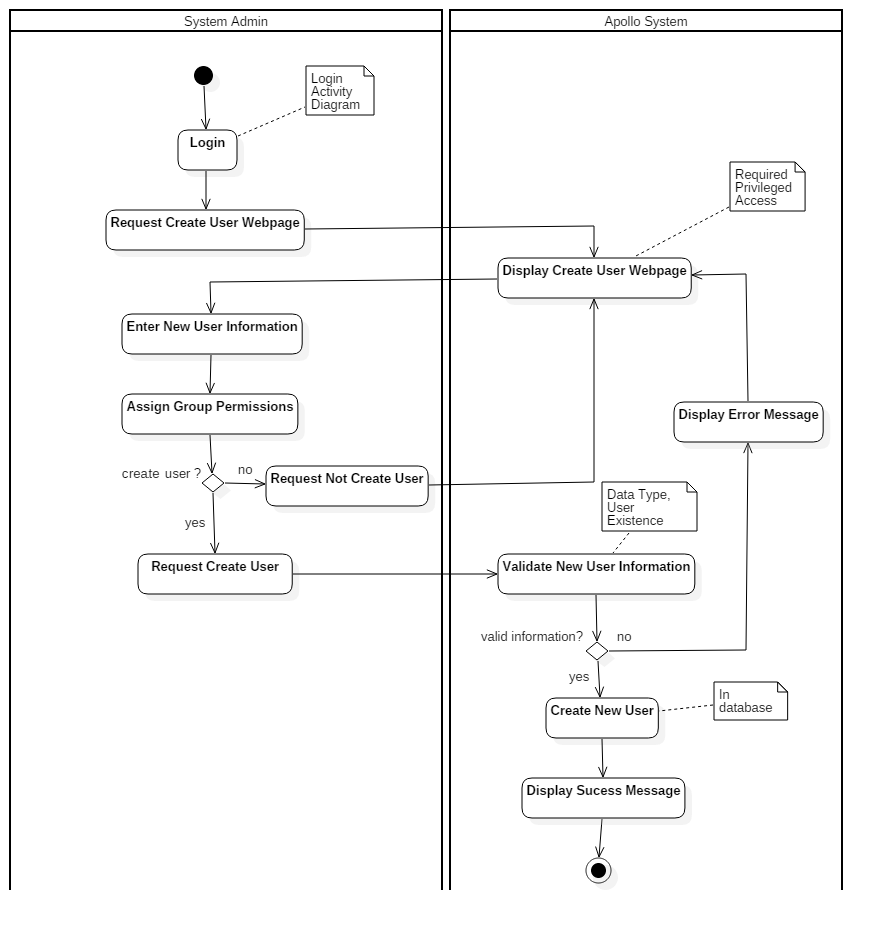 System Admin
Apollo System
Login
Activity
Diagram
Login
Required
Privileged
Access
Request Create User Webpage
Display Create User Webpage
Enter New User Information
Assign Group Permissions
Display Error Message
create user ?
no
Request Not Create User
Data Type,
User
Existence
yes
Request Create User
Validate New User Information
valid information?
no
yes
In
database
Create New User
Display Sucess Message